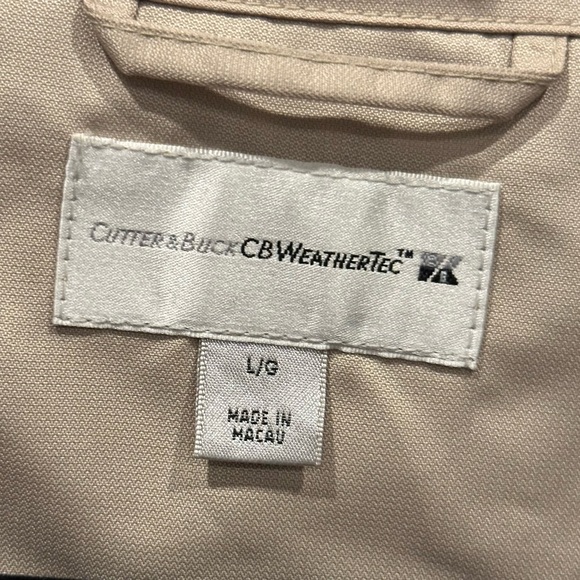 CUTTER & BUCK CBWEATHERTEC™
L/G
MADE IN
MACAU